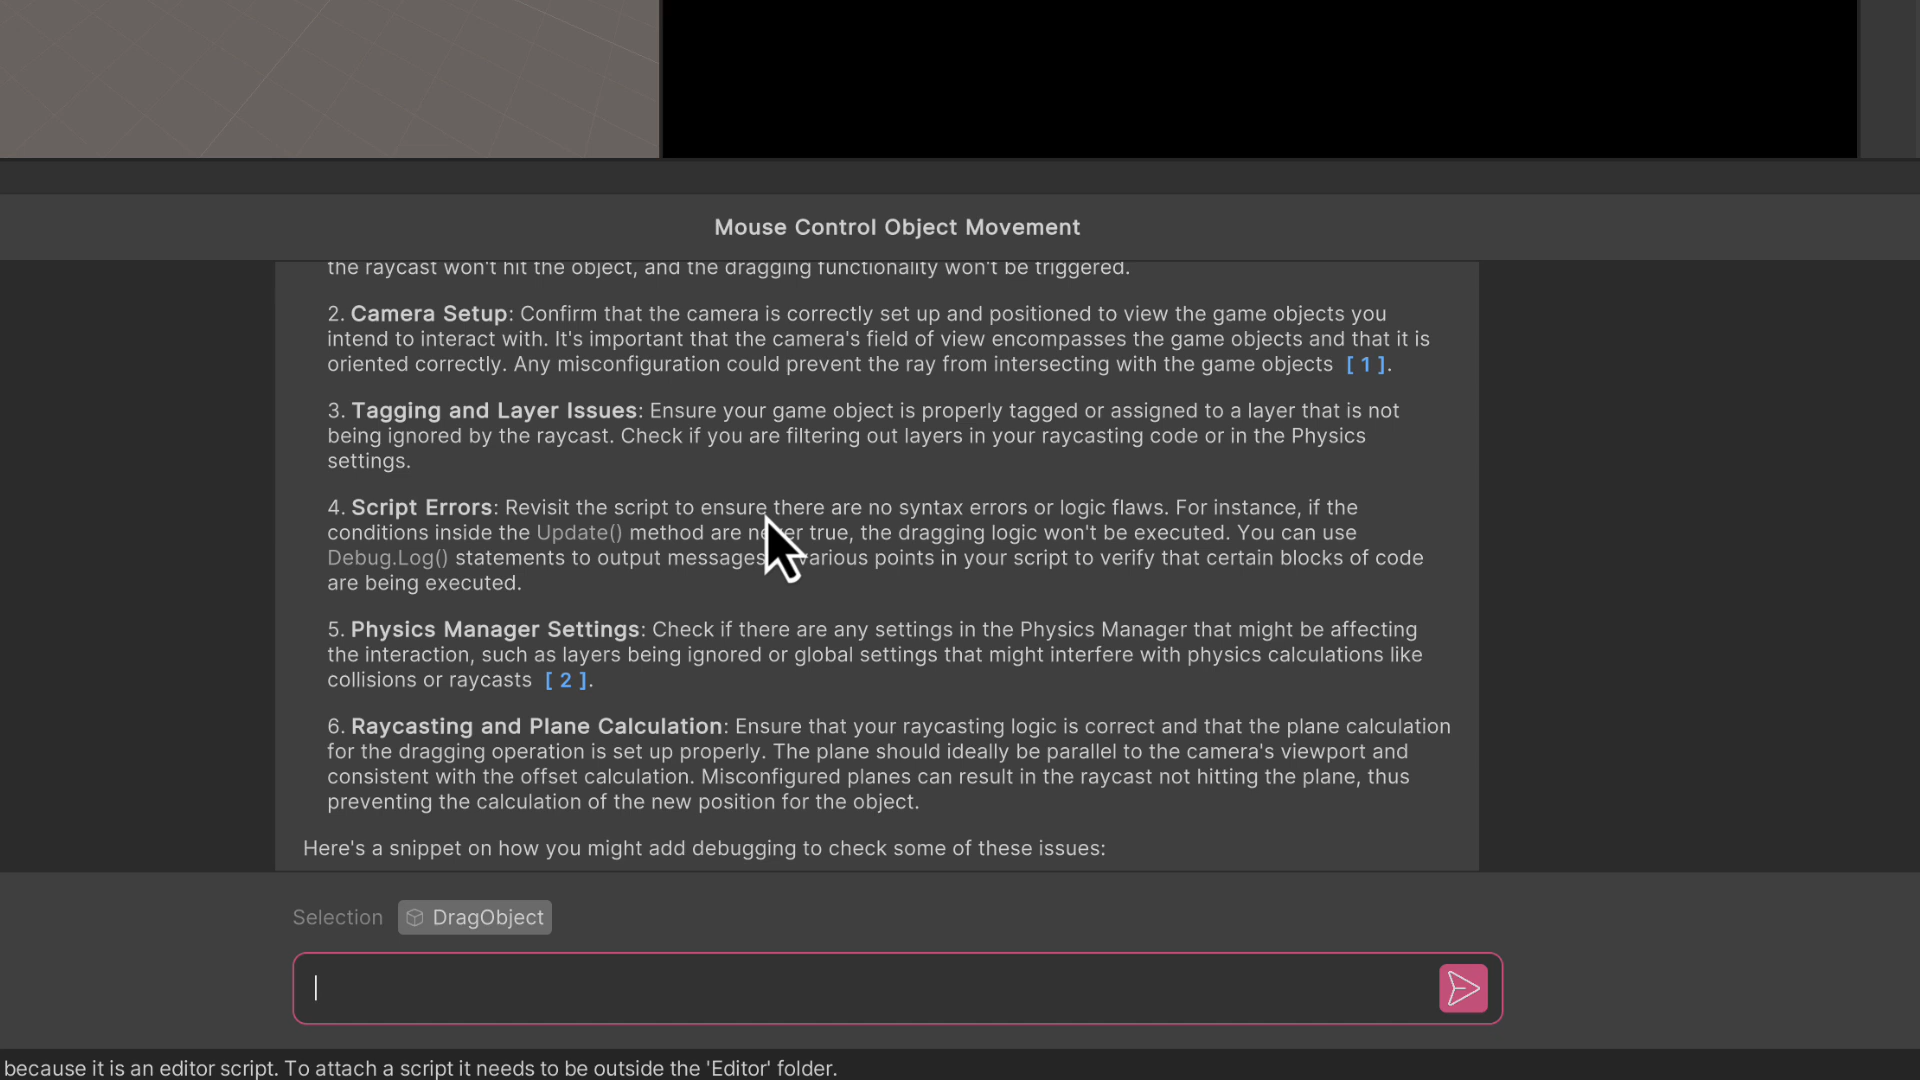 Mouse Control Object Movement
the raycast won't hit the object, and the dragging functionality won't be triggered.
2. Camera Setup: Confirm that the camera is correctly set up and positioned to view the game objects you
intend to interact with. It's important that the camera's field of view encompasses the game objects and that it is
oriented correctly. Any misconfiguration could prevent the ray from intersecting with the game objects [ 1 ].
3. Tagging and Layer Issues: Ensure your game object is properly tagged or assigned to a layer that is not
being ignored by the raycast. Check if you are filtering out layers in your raycasting code or in the Physics
settings.
4. Script Errors: Revisit the script to ensure there are no syntax errors or logic flaws. For instance, if the
conditions inside the Update() method are never true, the dragging logic won't be executed. You can use
Debug.Log() statements to output messages various points in your script to verify that certain blocks of code
are being executed.
5. Physics Manager Settings: Check if there are any settings in the Physics Manager that might be affecting
the interaction, such as layers being ignored or global settings that might interfere with physics calculations like
collisions or raycasts [ 2 ].
6. Raycasting and Plane Calculation: Ensure that your raycasting logic is correct and that the plane calculation
for the dragging operation is set up properly. The plane should ideally be parallel to the camera's viewport and
consistent with the offset calculation. Misconfigured planes can result in the raycast not hitting the plane, thus
preventing the calculation of the new position for the object.
Here's a snippet on how you might add debugging to check some of these issues:
Selection DragObject
because it is an editor script. To attach a script it needs to be outside the 'Editor' folder.